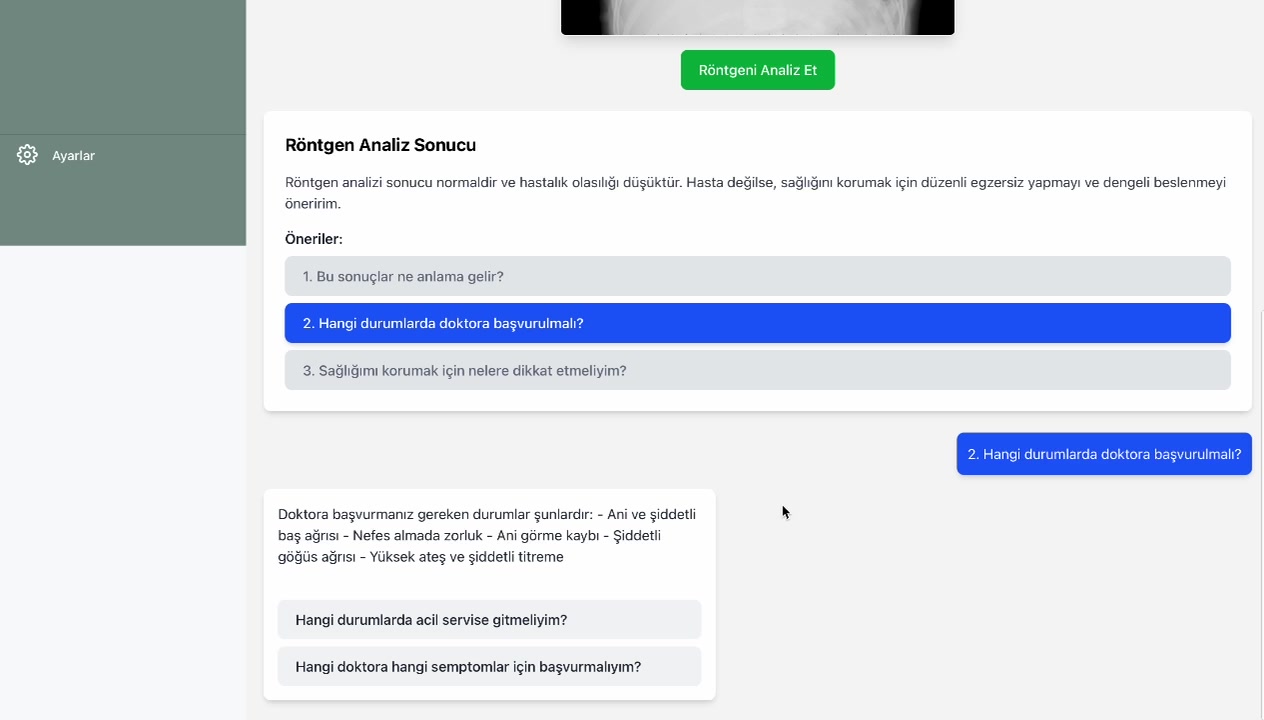 Röntgeni Analiz Et
Ayarlar
Röntgen Analiz Sonucu
Röntgen analizi sonucu normaldir ve hastalık olasılığı düşüktür. Hasta değilse, sağlığını korumak için düzenli egzersiz yapmayı ve dengeli beslenmeyi
öneririm.
Öneriler:
1. Bu sonuçlar ne anlama gelir?
2. Hangi durumlarda doktora başvurulmalı?
3. Sağlığımı korumak için nelere dikkat etmeliyim?
2. Hangi durumlarda doktora başvurulmalı?
Doktora başvurmanız gereken durumlar şunlardır: - Ani ve şiddetli
baş ağrısı - Nefes almada zorluk - Ani görme kaybı - Şiddetli
göğüs ağrısı - Yüksek ateş ve şiddetli titreme
Hangi durumlarda acil servise gitmeliyim?
Hangi doktora hangi semptomlar için başvurmalıyım?